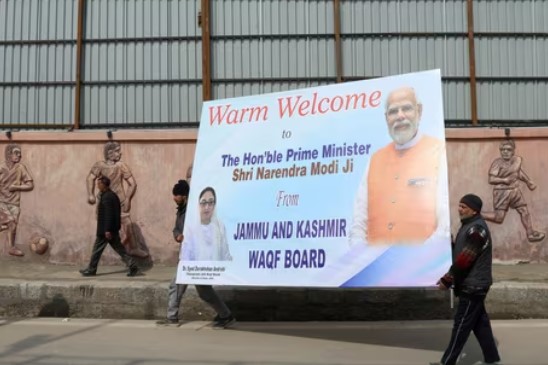 Warm Welcome
to
The Hon'ble Prime Minister
Shri Narendra Modi Ji
From
JAMMU AND KASHMIR
WAQF BOARD